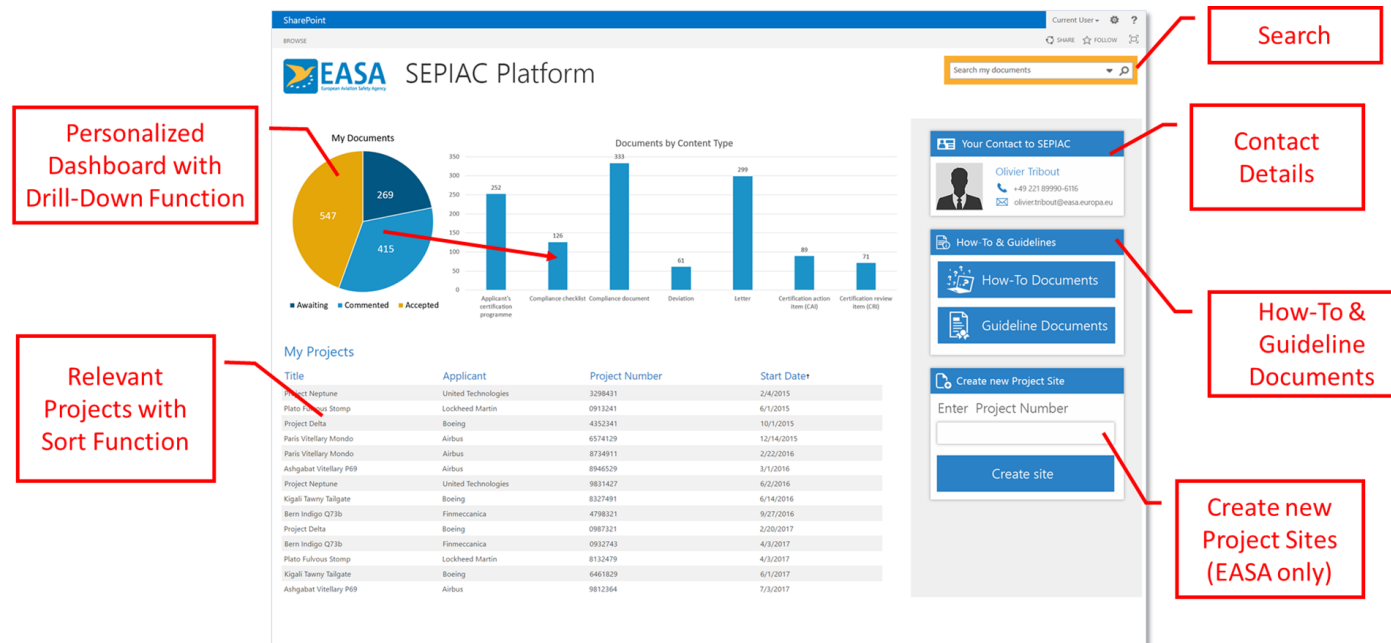 SharePoint
Current User
?
BROWSE
SHARE
FOLLOW
EASA
European Aviation Safety Agency
SEPIAC Platform
Search my documents
Search
Personalized
Dashboard with
Drill-Down Function
My Documents
269
547
415
Awaiting Commented Accepted
Documents by Content Type
350
300
250
200
150
100
50
0
252
126
333
61
299
89
71
Applicant's
certification
programme
Compliance checklist
Compliance document
Deviation
Letter
Certification action
item (CAI)
Certification review
item (CRI)
Your Contact to SEPIAC
Olivier Tribout
+49 221 89990-6116
olivier.tribout@easa.europa.eu
Contact
Details
How-To & Guidelines
How-To Documents
Guideline Documents
How-To &
Guideline
Documents
Relevant
Projects with
Sort Function
My Projects
Title Applicant Project Number Start Date↑
Project Neptune United Technologies 3298431 2/4/2015
Plato Fulvous Stomp Lockheed Martin 0913241 6/1/2015
Project Delta Boeing 4352341 10/1/2015
Paris Vitellary Mondo Airbus 6574129 12/14/2015
Paris Vitellary Mondo Airbus 8734911 2/22/2016
Ashgabat Vitellary P69 Airbus 8946529 3/1/2016
Project Neptune United Technologies 9831427 6/2/2016
Kigali Tawny Tailgate Boeing 8327491 6/14/2016
Bern Indigo Q73b Finmeccanica 4798321 9/27/2016
Project Delta Boeing 0987321 2/20/2017
Bern Indigo Q73b Finmeccanica 0932743 4/3/2017
Plato Fulvous Stomp Lockheed Martin 8132479 4/3/2017
Kigali Tawny Tailgate Boeing 6461829 6/1/2017
Ashgabat Vitellary P69 Airbus 9812364 7/3/2017
Create new Project Site
Enter Project Number
Create site
Create new
Project Sites
(EASA only)